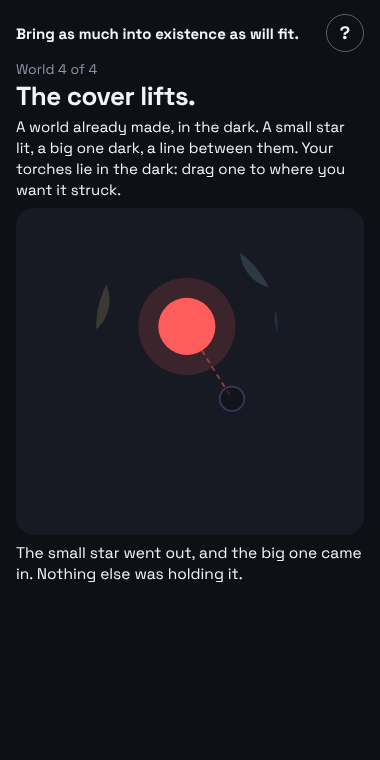 Bring as much into existence as will fit.
?
World 4 of 4
The cover lifts.
A world already made, in the dark. A small star
lit, a big one dark, a line between them. Your
torches lie in the dark: drag one to where you
want it struck.
The small star went out, and the big one came
in. Nothing else was holding it.